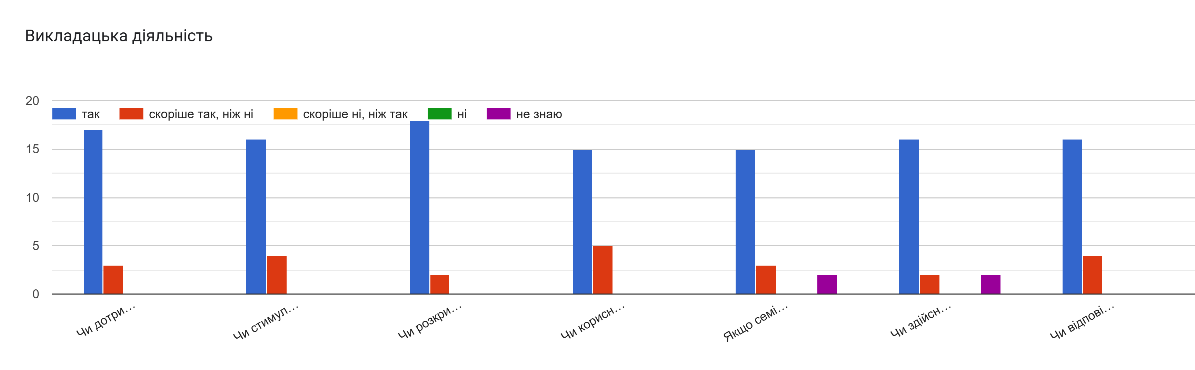 Викладацька діяльність
20
так скоріше так, ніж ні скоріше ні, ніж так ні не знаю
15
10
5
0
Чи дотри...
Чи стимул...
Чи розкри...
Чи корисн...
Якщо семі...
Чи здійсн...
Чи відпові...